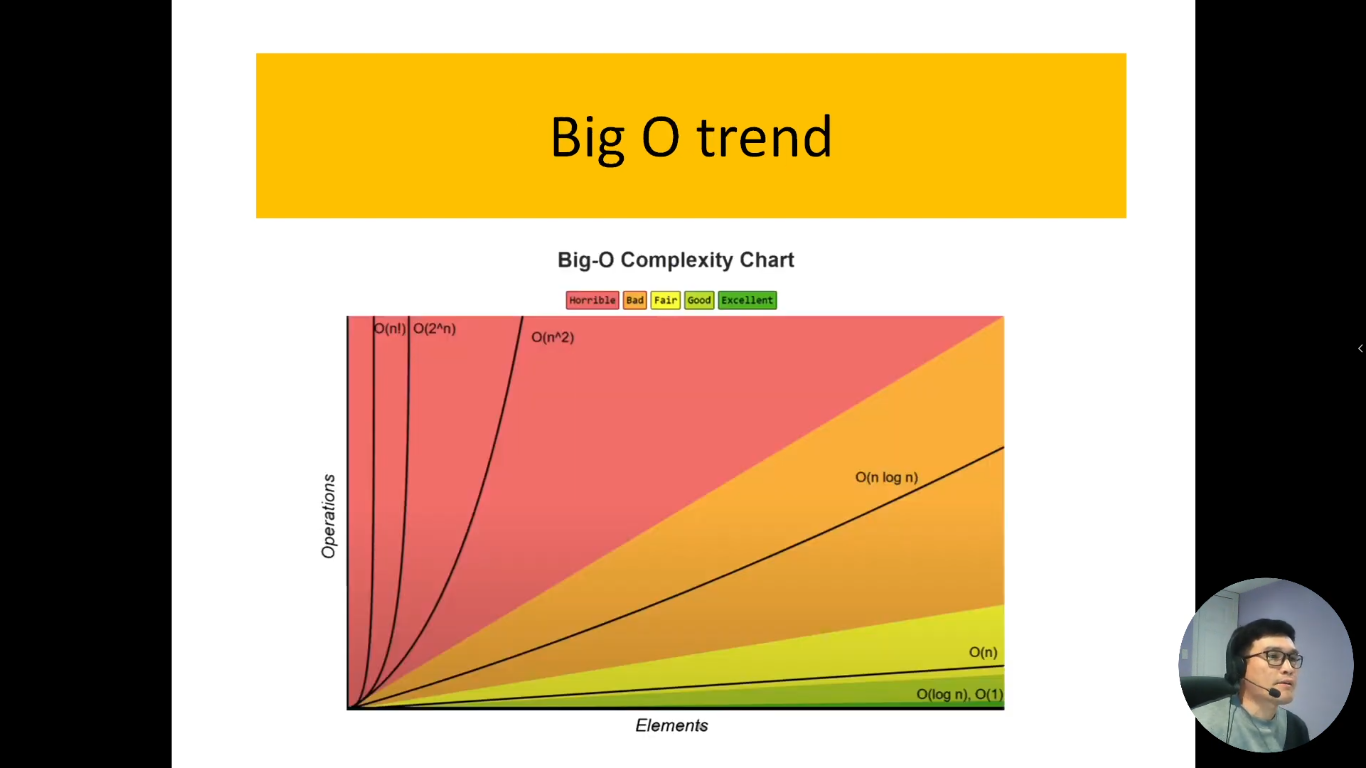 Big O trend
Big-O Complexity Chart
Horrible Bad Fair Good Excellent
O(n!) O(2^n)
O(n^2)
O(n log n)
O(n)
O(log n), O(1)
Operations
Elements